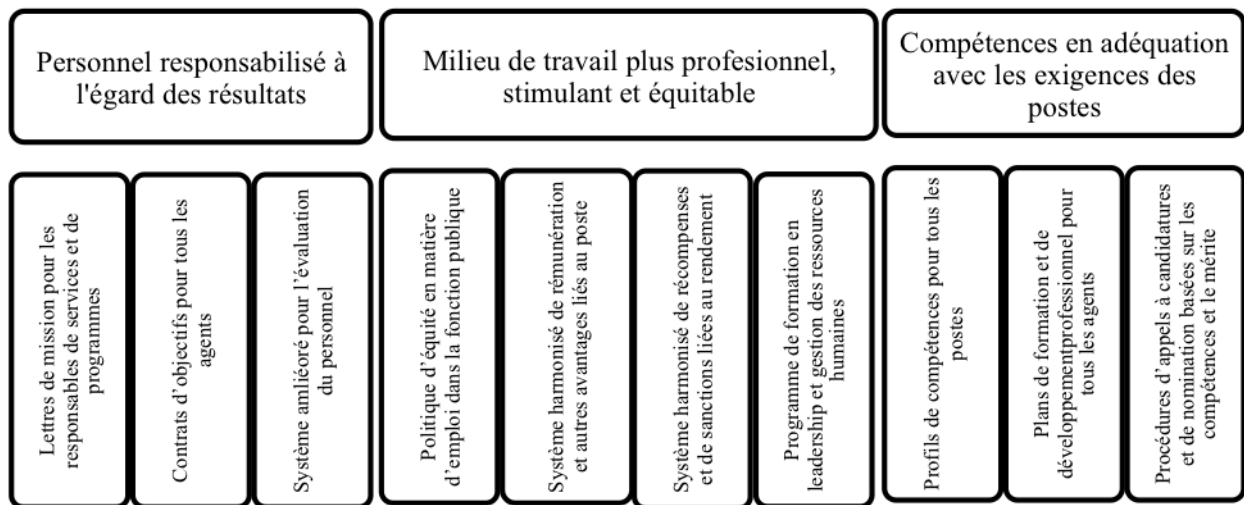 Personnel responsabilisé à
l'égard des résultats
Milieu de travail plus profesionnel,
stimulant et équitable
Compétences en adéquation
avec les exigences des
postes
Lettres de mission pour les
responsables de services et de
programmes
Contrats d’objectifs pour tous les
agents
Système amliéoré pour l’évaluation
du personnel
Politique d’équité en matière
d’emploi dans la fonction publique
Système harmonisé de rémunération
et autres avantages liés au poste
Système harmonisé de récompenses
et de sanctions liées au rendement
Programme de formation en
leadership et gestion des ressources
humaines
Profils de compétences pour tous les
postes
Plans de formation et de
développementprofessionnel pour
tous les agents
Procédures d’appels à candidatures
et de nomination basées sur les
compétences et le mérite